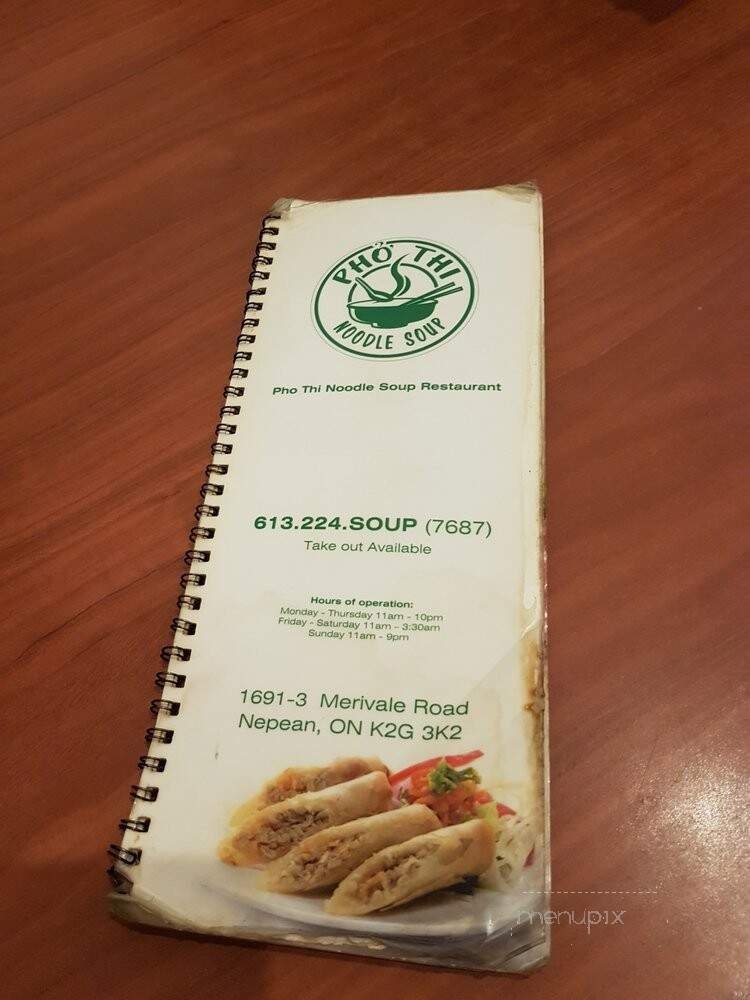 PHỞ THI
NOODLE SOUP
Pho Thi Noodle Soup Restaurant
613.224.SOUP (7687)
Take out Available
Hours of operation:
Monday - Thursday 11am - 10pm
Friday - Saturday 11am - 3:30am
Sunday 11am - 9pm
1691-3 Merivale Road
Nepean, ON K2G 3K2
menupix